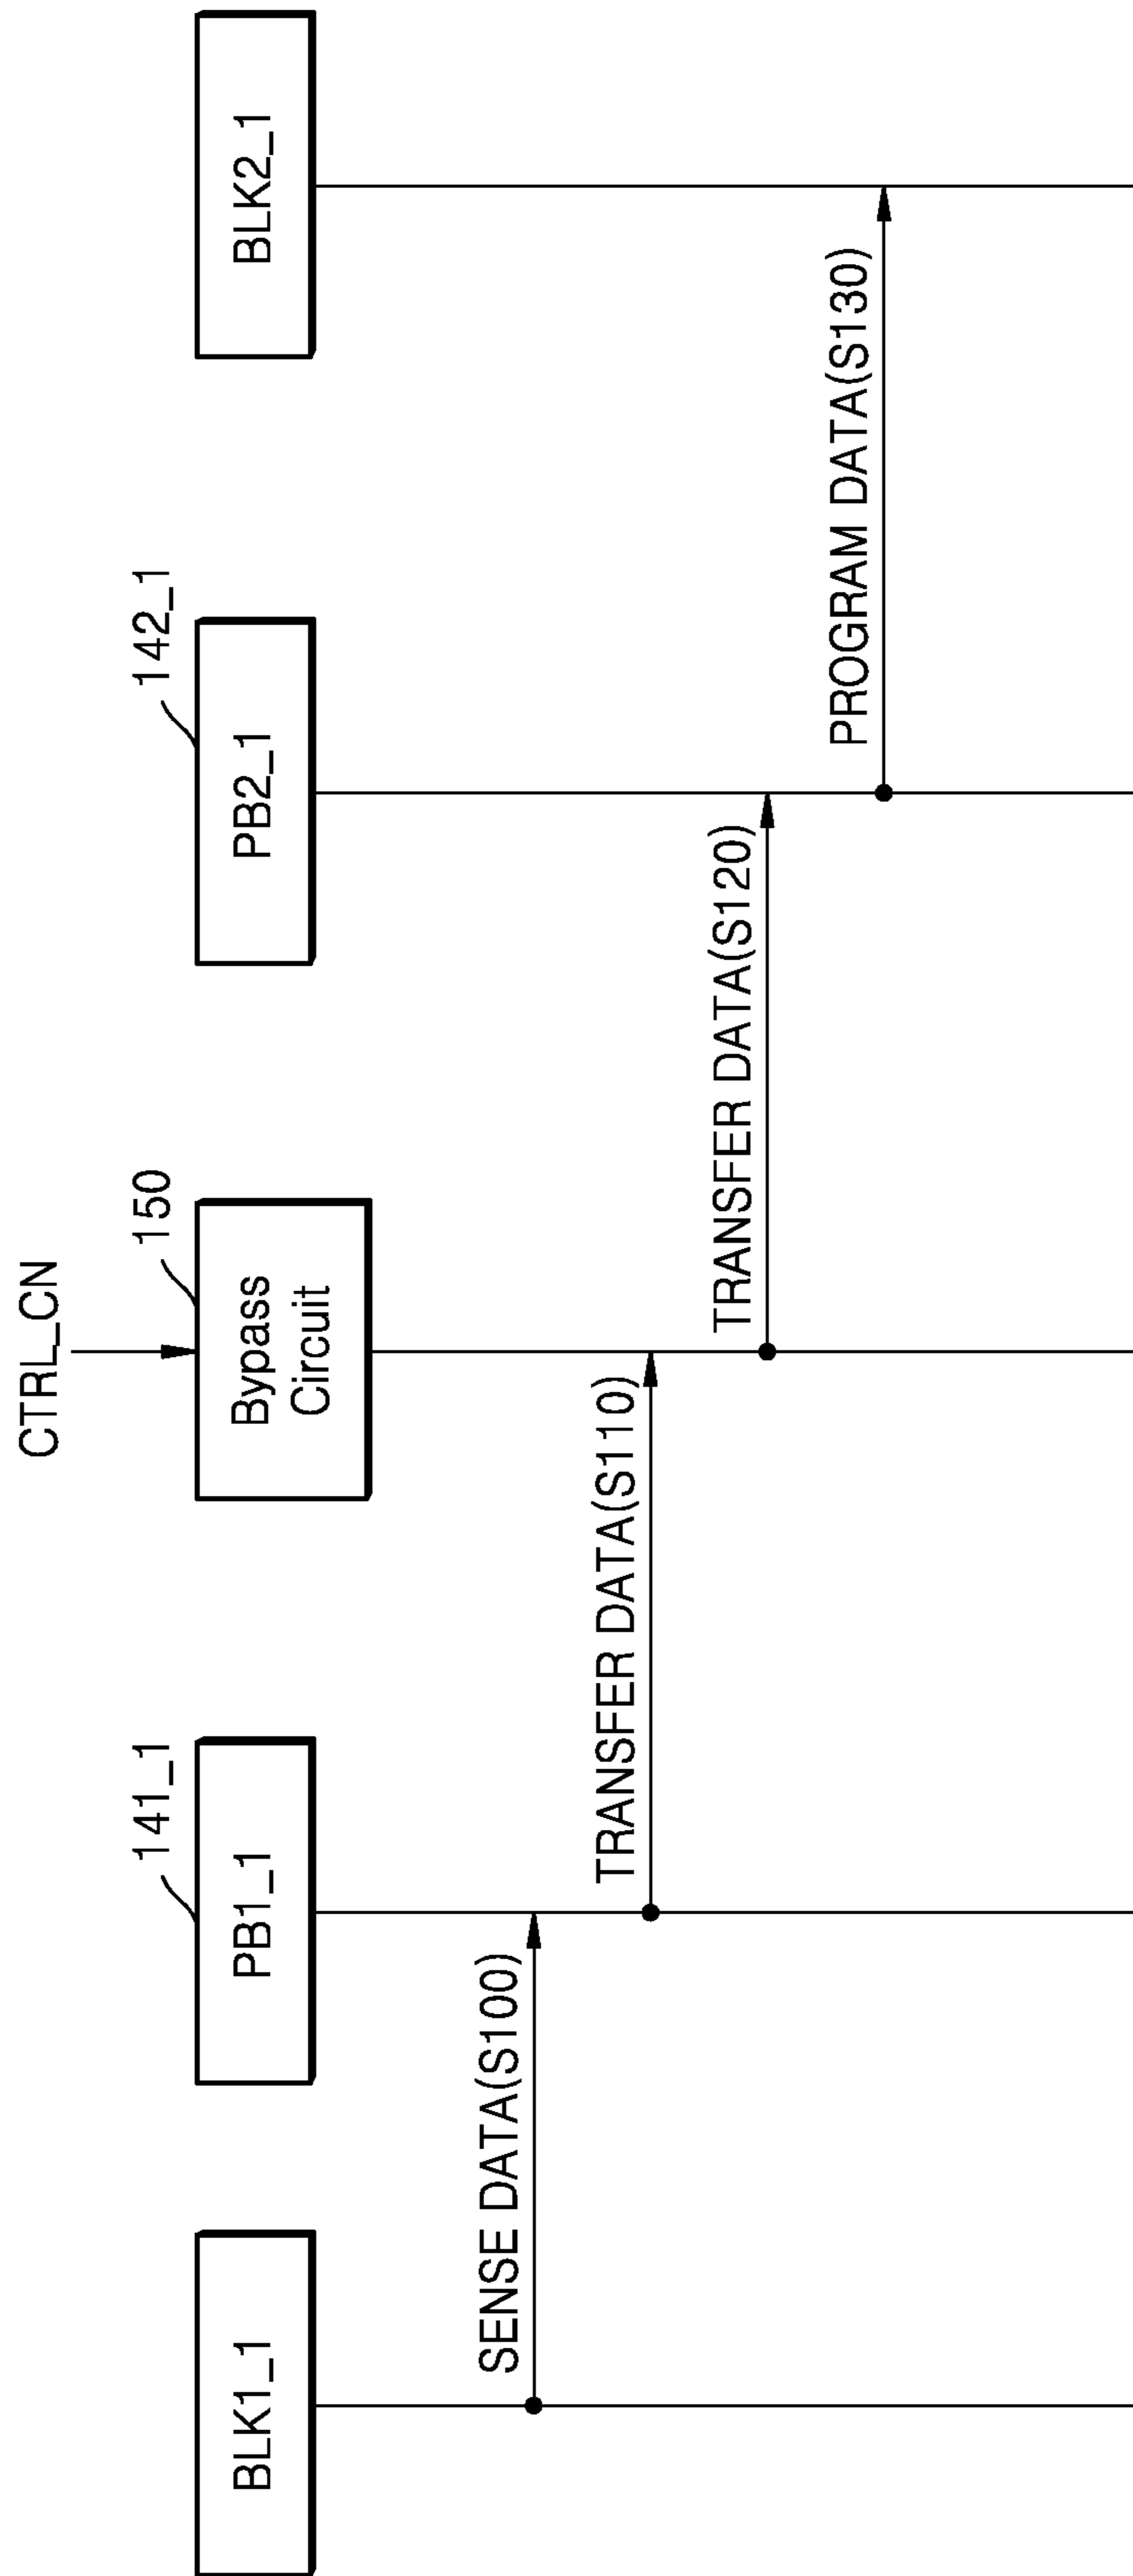 CTRL_CN
141_1
150
142_1
BLK1_1
PB1_1
Bypass
Circuit
PB2_1
BLK2_1
SENSE DATA(S100)
TRANSFER DATA(S110)
TRANSFER DATA(S120)
PROGRAM DATA(S130)